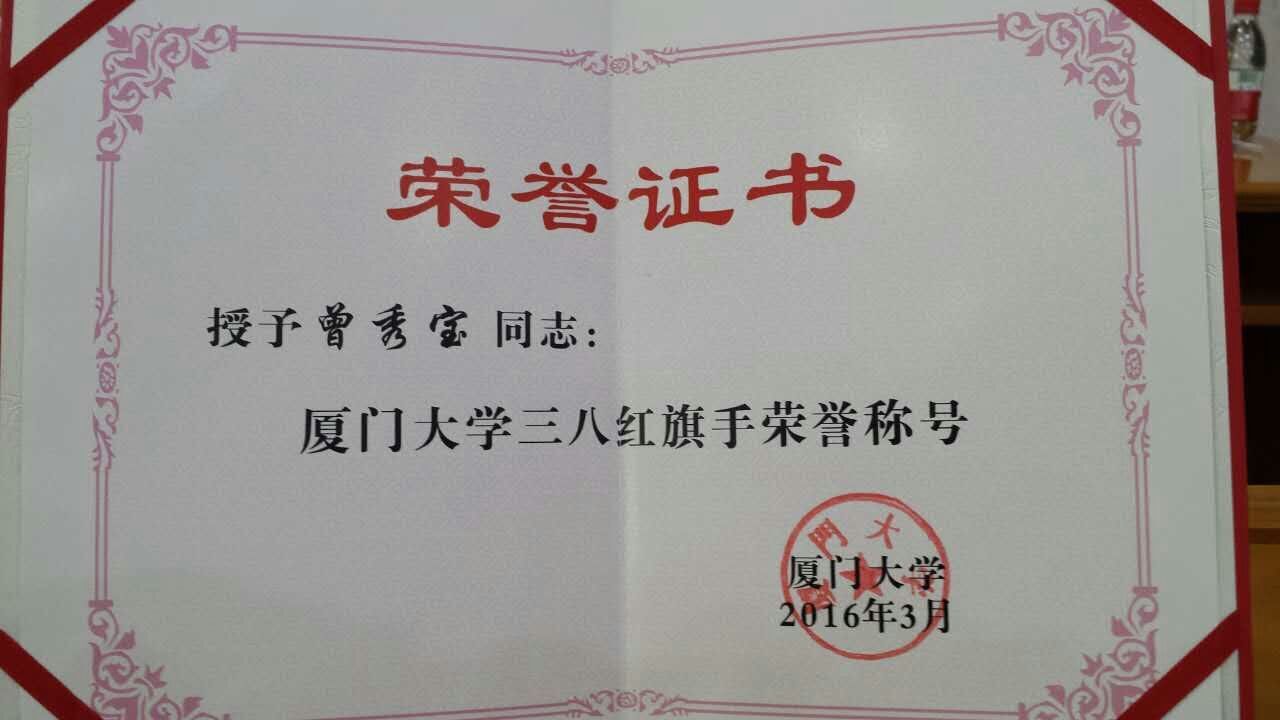 荣誉证书
授予曾秀宝同志：
厦门大学三八红旗手荣誉称号
厦门大学
2016年3月